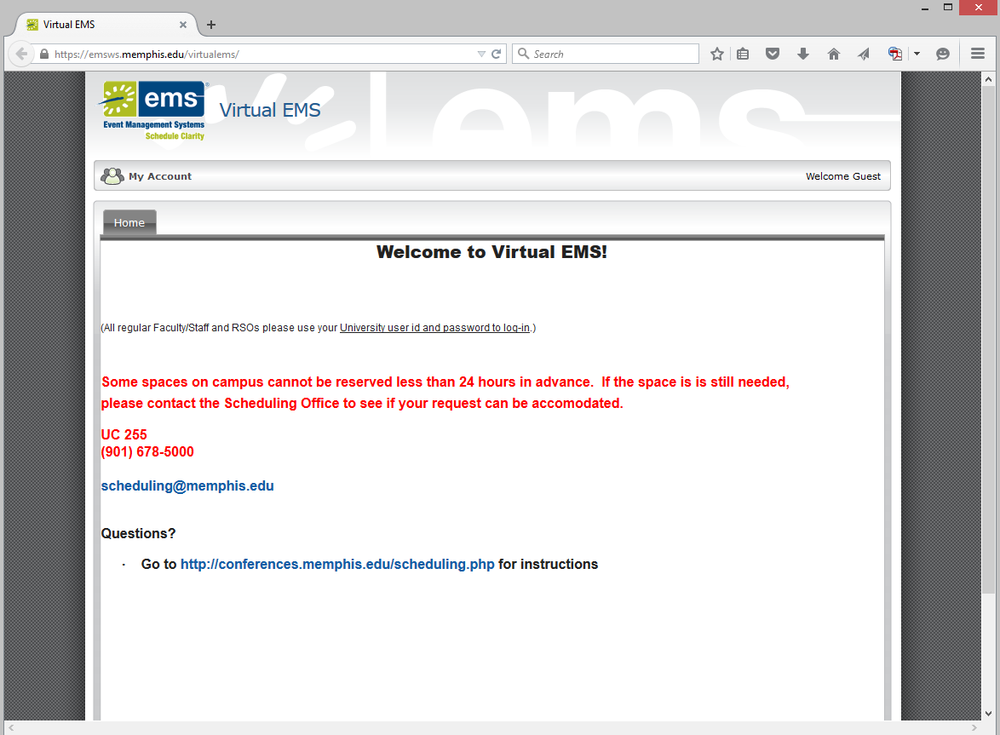 Virtual EMS
https://emsws.memphis.edu/virtualems/
Search
ems
ems®
Virtual EMS
Event Management Systems
Schedule Clarity
My Account
Welcome Guest
Home
Welcome to Virtual EMS!
(All regular Faculty/Staff and RSOs please use your University user id and password to log-in.)
Some spaces on campus cannot be reserved less than 24 hours in advance.  If the space is is still needed,
please contact the Scheduling Office to see if your request can be accomodated.
UC 255
(901) 678-5000
scheduling@memphis.edu
Questions?
· Go to http://conferences.memphis.edu/scheduling.php for instructions